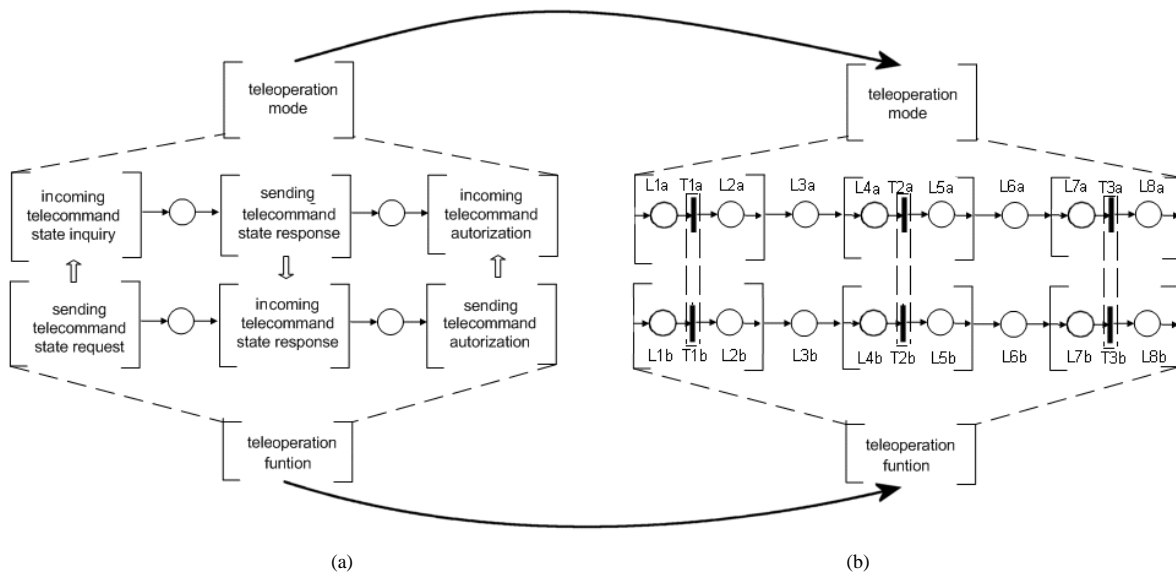 teleoperation
mode
incoming
telecommand
state inquiry
sending
telecommand
state response
incoming
telecommand
autorization
sending
telecommand
state request
incoming
telecommand
state response
sending
telecommand
autorization
teleoperation
funtion
(a)
teleoperation
mode
L1a T1a L2a L3a L4a T2a L5a L6a L7a T3a L8a
L1b T1b L2b L3b L4b T2b L5b L6b L7b T3b L8b
teleoperation
funtion
(b)